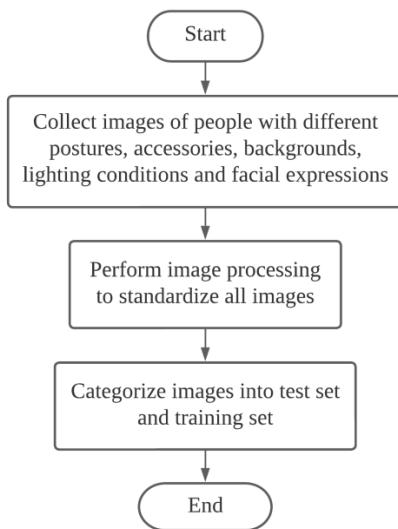 Start
Collect images of people with different
postures, accessories, backgrounds,
lighting conditions and facial expressions
Perform image processing
to standardize all images
Categorize images into test set
and training set
End